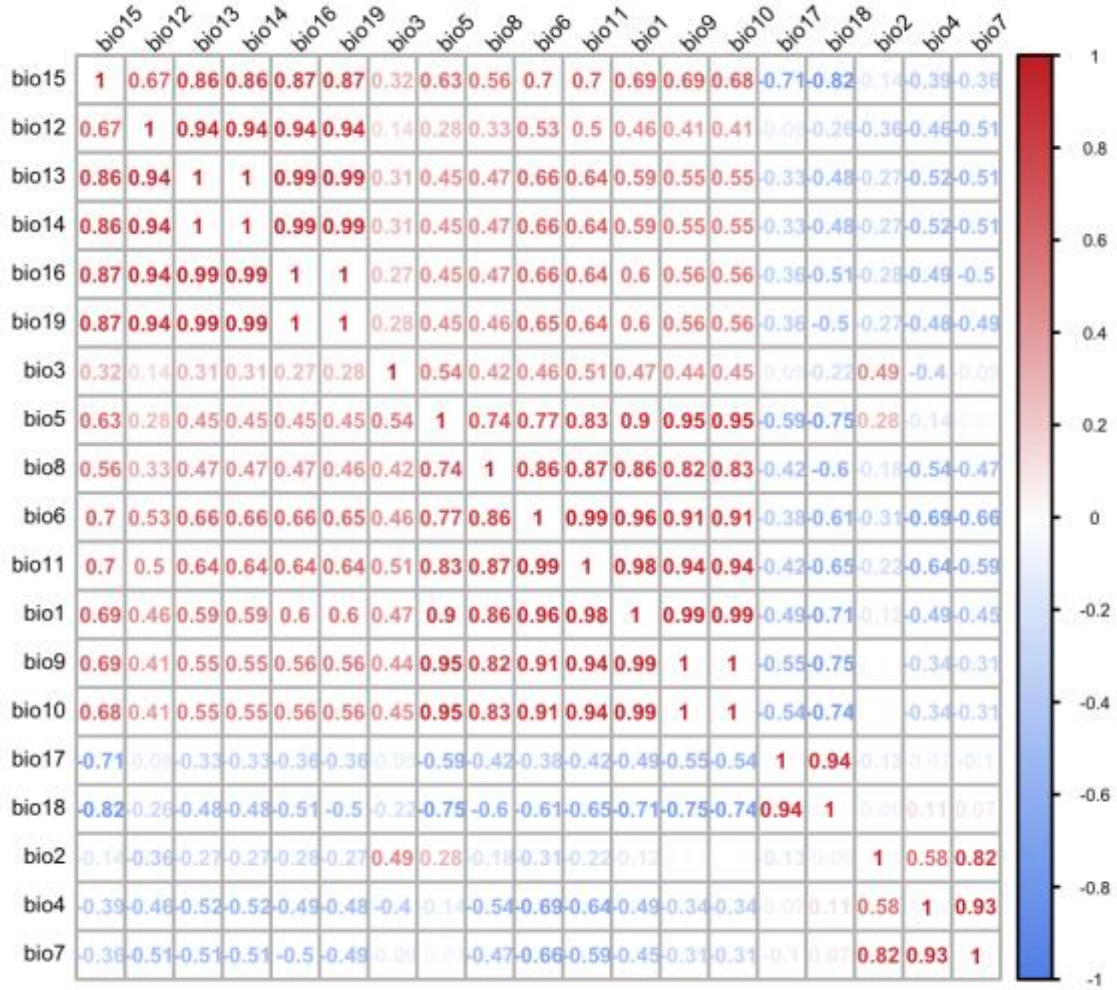 bio15 bio12 bio13 bio14 bio16 bio19 bio3 bio5 bio8 bio6 bio11 bio1 bio9 bio10 bio17 bio18 bio2 bio4 bio7
bio15 1 0.67 0.86 0.86 0.87 0.87 0.32 0.63 0.56 0.7 0.7 0.69 0.69 0.68 -0.71 -0.82 -0.14 -0.39 -0.36
bio12 0.67 1 0.94 0.94 0.94 0.94 0.14 0.28 0.33 0.53 0.5 0.46 0.41 0.41 -0.09 -0.26 -0.36 -0.46 -0.51
bio13 0.86 0.94 1 1 0.99 0.99 0.31 0.45 0.47 0.66 0.64 0.59 0.55 0.55 -0.33 -0.48 -0.27 -0.52 -0.51
bio14 0.86 0.94 1 1 0.99 0.99 0.31 0.45 0.47 0.66 0.64 0.59 0.55 0.55 -0.33 -0.48 -0.27 -0.52 -0.51
bio16 0.87 0.94 0.99 0.99 1 1 0.27 0.45 0.47 0.66 0.64 0.6 0.56 0.56 -0.36 -0.51 -0.28 -0.49 -0.5
bio19 0.87 0.94 0.99 0.99 1 1 0.28 0.45 0.46 0.65 0.64 0.6 0.56 0.56 -0.36 -0.5 -0.27 -0.48 -0.49
bio3 0.32 0.14 0.31 0.31 0.27 0.28 1 0.54 0.42 0.46 0.51 0.47 0.44 0.45 -0.22 0.49 -0.4
bio5 0.63 0.28 0.45 0.45 0.45 0.45 0.54 1 0.74 0.77 0.83 0.9 0.95 0.95 -0.59 -0.75 0.28 -0.14
bio8 0.56 0.33 0.47 0.47 0.47 0.46 0.42 0.74 1 0.86 0.87 0.86 0.82 0.83 -0.42 -0.6 -0.18 -0.54 -0.47
bio6 0.7 0.53 0.66 0.66 0.66 0.65 0.46 0.77 0.86 1 0.99 0.96 0.91 0.91 -0.38 -0.61 -0.31 -0.69 -0.66
bio11 0.7 0.5 0.64 0.64 0.64 0.64 0.51 0.83 0.87 0.99 1 0.98 0.94 0.94 -0.42 -0.65 -0.22 -0.64 -0.59
bio1 0.69 0.46 0.59 0.59 0.6 0.6 0.47 0.9 0.86 0.96 0.98 1 0.99 0.99 -0.49 -0.71 -0.12 -0.49 -0.45
bio9 0.69 0.41 0.55 0.55 0.56 0.56 0.44 0.95 0.82 0.91 0.94 0.99 1 1 -0.55 -0.75 -0.34 -0.31
bio10 0.68 0.41 0.55 0.55 0.56 0.56 0.45 0.95 0.83 0.91 0.94 0.99 1 1 -0.54 -0.74 -0.34 -0.31
bio17 -0.71 -0.09 -0.33 -0.33 -0.36 -0.36 -0.59 -0.42 -0.38 -0.42 -0.49 -0.55 -0.54 1 0.94 -0.13 -0.1
bio18 -0.82 -0.26 -0.48 -0.48 -0.51 -0.5 -0.22 -0.75 -0.6 -0.61 -0.65 -0.71 -0.75 -0.74 0.94 1 0.11 0.07
bio2 -0.14 -0.36 -0.27 -0.27 -0.28 -0.27 0.49 0.28 -0.18 -0.31 -0.22 -0.12 -0.13 1 0.58 0.82
bio4 -0.39 -0.46 -0.52 -0.52 -0.49 -0.48 -0.4 -0.14 -0.54 -0.69 -0.64 -0.49 -0.34 -0.34 0.11 0.58 1 0.93
bio7 -0.36 -0.51 -0.51 -0.51 -0.5 -0.49 -0.47 -0.66 -0.59 -0.45 -0.31 -0.31 -0.1 0.07 0.82 0.93 1
1
0.8
0.6
0.4
0.2
0
-0.2
-0.4
-0.6
-0.8
-1